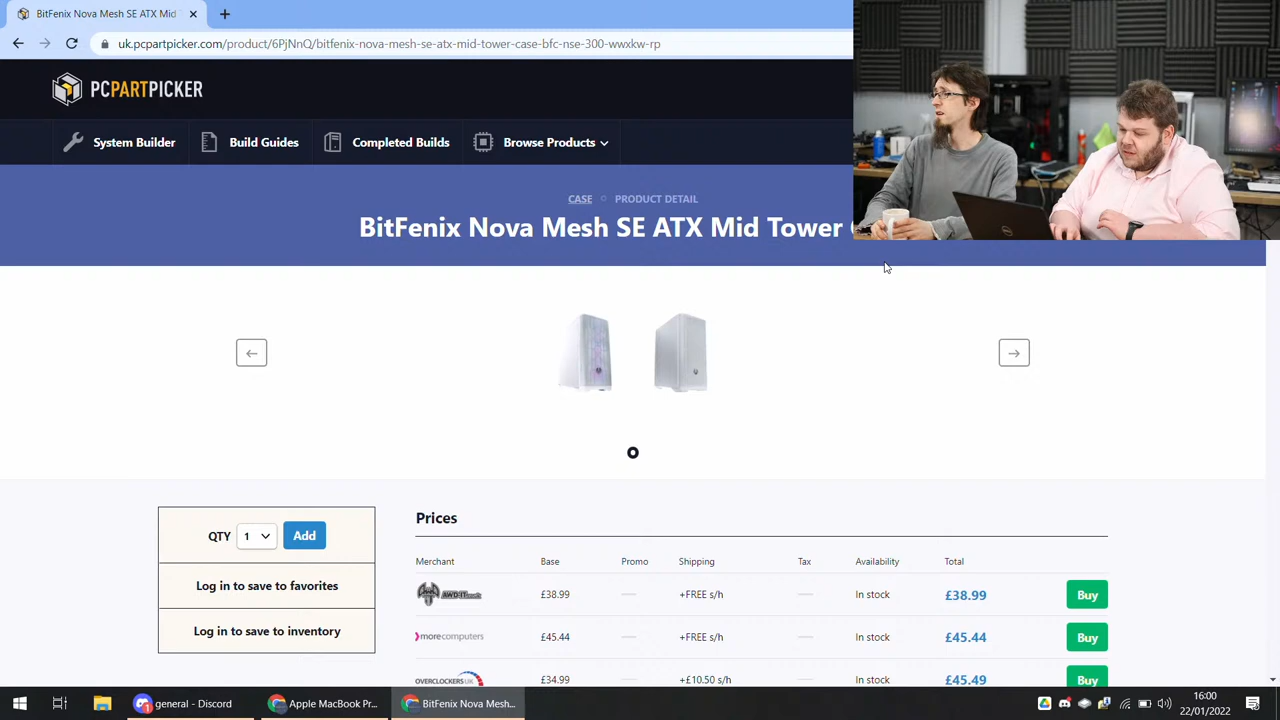 BitFenix Nova Mesh SE ATX Mid
uk.pcpartpicker.com/product/6PjNnQ/bitfenix-nova-mesh-se-atx-mid-tower-case-bfc-nse-300-wwxkw-rp
PCPARTPICKER
System Builder
Build Guides
Completed Builds
Browse Products
CASE PRODUCT DETAIL
BitFenix Nova Mesh SE ATX Mid Tower
QTY 1 Add
Log in to save to favorites
Log in to save to inventory
Prices
Merchant Base Promo Shipping Tax Availability Total
AWD-IT £38.99 — +FREE s/h — In stock £38.99 Buy
morecomputers £45.44 — +FREE s/h — In stock £45.44 Buy
OVERCLOCKERS UK £34.99 +£10.50 s/h In stock £45.49 Buy
general - Discord
Apple MacBook P
BitFenix Nova Mesh...
16:00
22/01/2022